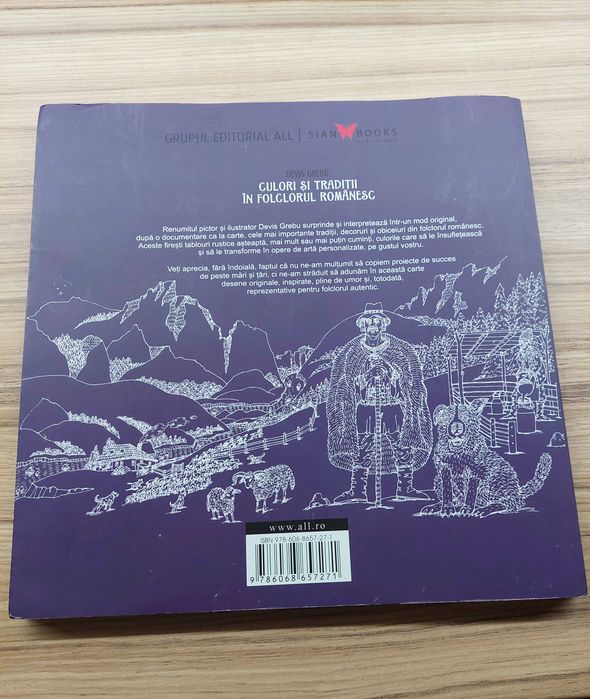 GRUPUL EDITORIAL ALL | SIAN BOOKS
DEVIS GREBU
CULORI ȘI TRADIȚII
ÎN FOLCLORUL ROMÂNESC
Renumitul pictor și ilustrator Devis Grebu surprinde și interpretează într-un mod original,
după o documentare ca la carte, cele mai importante tradiții, decoruri și obiceiuri din folclorul românesc.
Aceste firești tablouri rustice așteaptă, mai mult sau mai puțin cuminți, culorile care să le însuflețească
și să le transforme în opere de artă personalizate, pe gustul vostru.
Veți aprecia, fără îndoială, faptul că nu ne-am mulțumit să copiem proiecte de succes
de peste mări și țări, ci ne-am străduit să adunăm în această carte
desene originale, inspirate, pline de umor și, totodată,
reprezentative pentru folclorul autentic.
www.all.ro
ISBN 978-606-8657-27-1
9 786068 657271